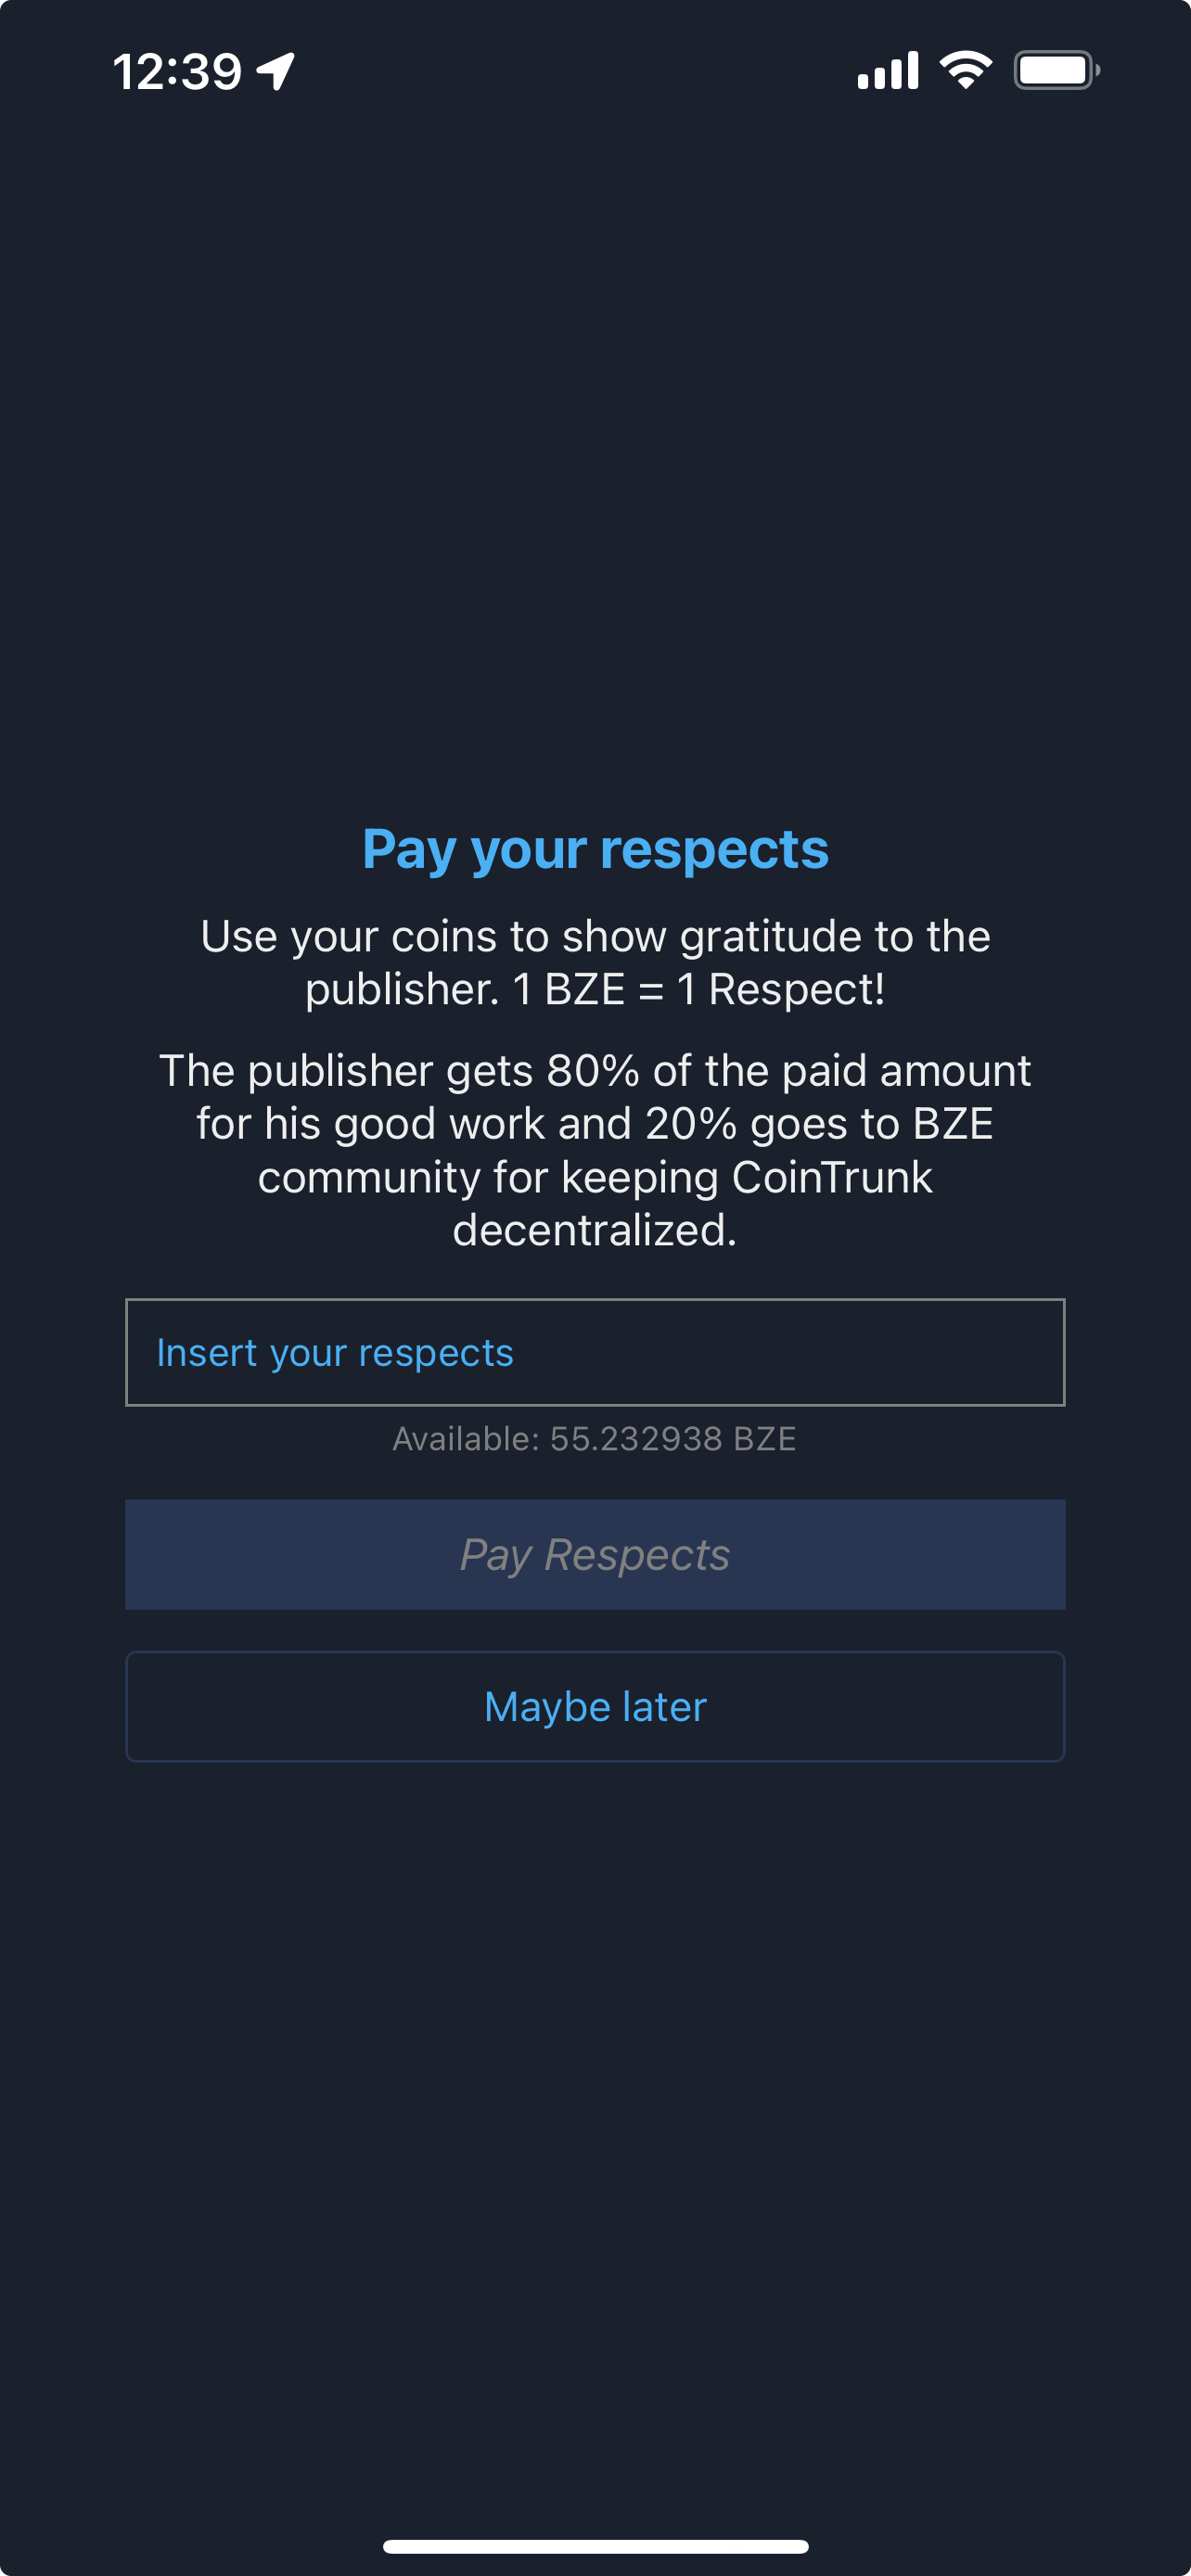 12:39
Pay your respects
Use your coins to show gratitude to the
publisher. 1 BZE = 1 Respect!
The publisher gets 80% of the paid amount
for his good work and 20% goes to BZE
community for keeping CoinTrunk
decentralized.
Insert your respects
Available: 55.232938 BZE
Pay Respects
Maybe later